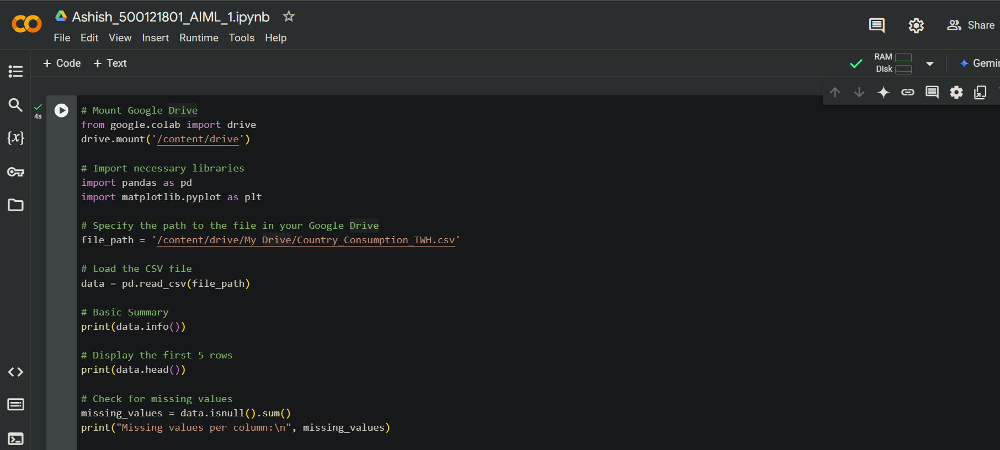 Ashish_500121801_AIML_1.ipynb
File Edit View Insert Runtime Tools Help
Share
+ Code + Text
RAM
Disk
Gemin
4s
# Mount Google Drive
from google.colab import drive
drive.mount('/content/drive')
# Import necessary libraries
import pandas as pd
import matplotlib.pyplot as plt
# Specify the path to the file in your Google Drive
file_path = '/content/drive/My Drive/Country_Consumption_TWH.csv'
# Load the CSV file
data = pd.read_csv(file_path)
# Basic Summary
print(data.info())
# Display the first 5 rows
print(data.head())
# Check for missing values
missing_values = data.isnull().sum()
print("Missing values per column:\n", missing_values)